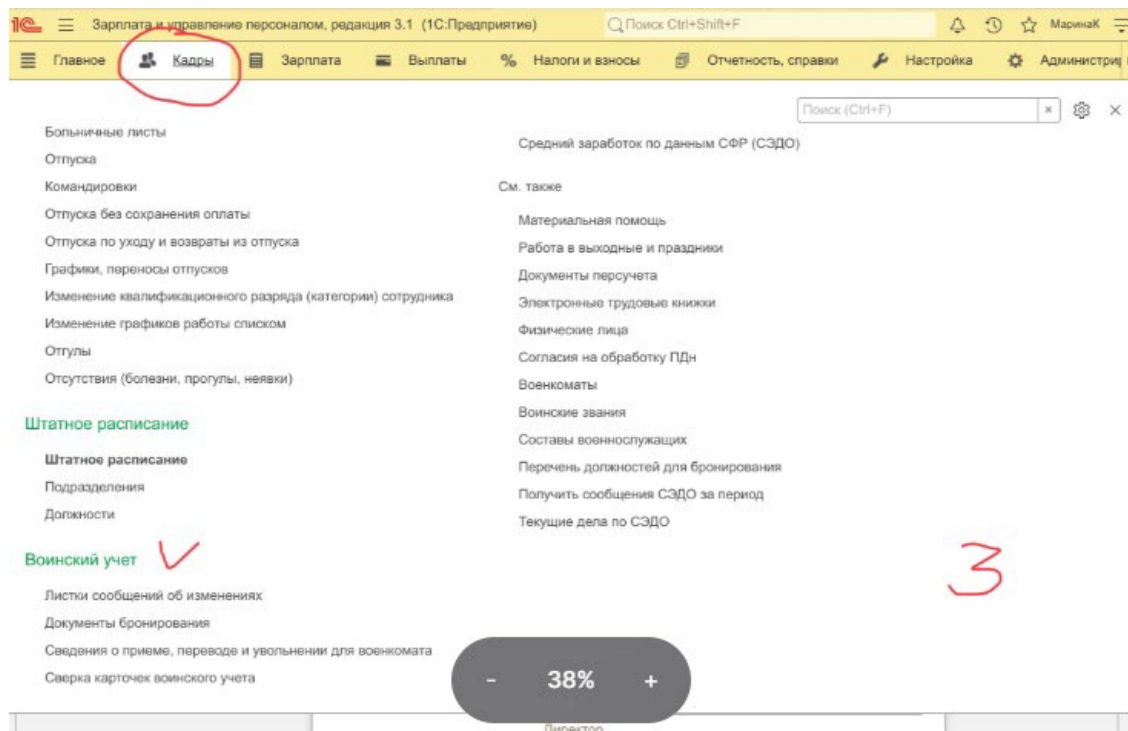 1С Зарплата и управление персоналом, редакция 3.1 (1С:Предприятие) Поиск Ctrl+Shift+F МаринаК
Главное Кадры Зарплата Выплаты % Налоги и взносы Отчетность, справки Настройка Администри
Поиск (Ctrl+F) × ×
Больничные листы
Отпуска
Командировки
Отпуска без сохранения оплаты
Отпуска по уходу и возвраты из отпуска
Графики, переносы отпусков
Изменение квалификационного разряда (категории) сотрудника
Изменение графиков работы списком
Отгулы
Отсутствия (болезни, прогулы, неявки)
Штатное расписание
Штатное расписание
Подразделения
Должности
Воинский учет
Листки сообщений об изменениях
Документы бронирования
Сведения о приеме, переводе и увольнении для военкомата
Сверка карточек воинского учета
Средний заработок по данным СФР (СЭДО)
См. также
Материальная помощь
Работа в выходные и праздники
Документы персучета
Электронные трудовые книжки
Физические лица
Согласия на обработку ПДн
Военкоматы
Воинские звания
Составы военнослужащих
Перечень должностей для бронирования
Получить сообщения СЭДО за период
Текущие дела по СЭДО
3
- 38% +
Директор